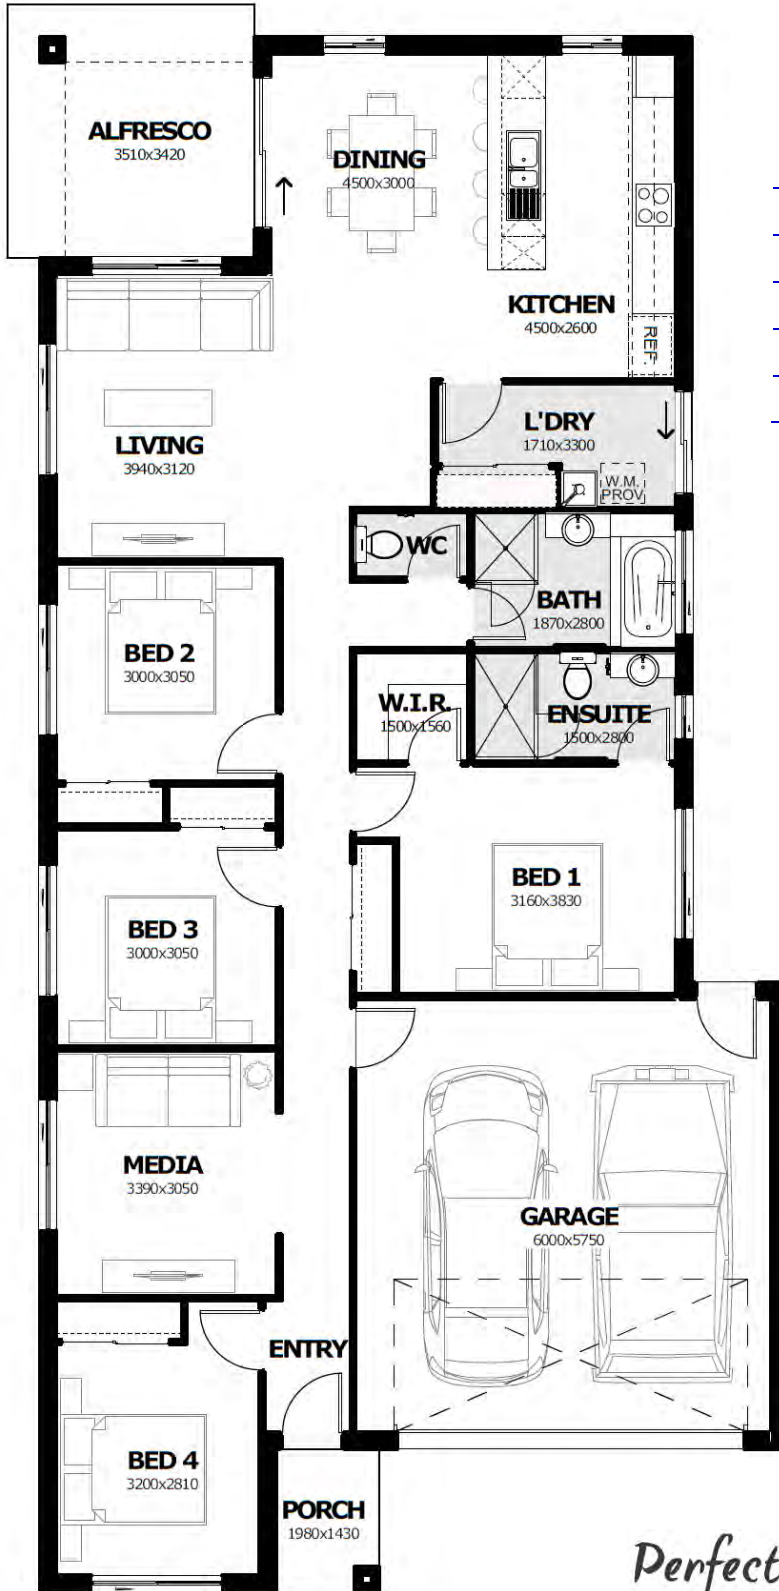 ALFRESCO
3510x3420
DINING
4500x3000
KITCHEN
4500x2600
REF.
LIVING
3940x3120
L'DRY
1710x3300
W.M.
PROV
WC
BATH
1870x2800
BED 2
3000x3050
W.I.R.
1500x1560
ENSUITE
1500x2800
BED 1
3160x3830
BED 3
3000x3050
MEDIA
3390x3050
GARAGE
6000x5750
ENTRY
BED 4
3200x2810
PORCH
1980x1430
Perfect